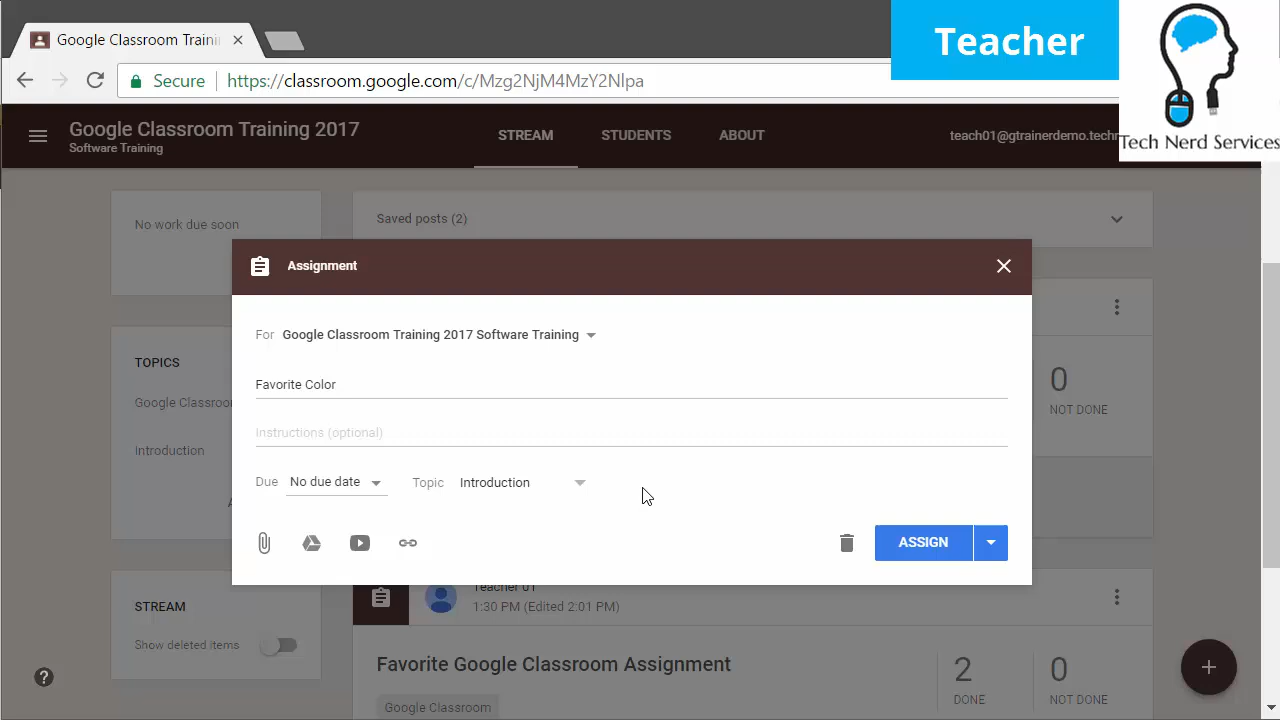 Google Classroom Traini
Teacher
Secure
https://classroom.google.com/c/Mzg2NjM4MzY2Nlpa
Tech Nerd Services
Google Classroom Training 2017
Software Training
STREAM
STUDENTS
ABOUT
teach01@gtrainerdemo.techr
No work due soon
Saved posts (2)
Assignment
For Google Classroom Training 2017 Software Training
Favorite Color
Instructions (optional)
Due No due date
Topic Introduction
ASSIGN
TOPICS
Google Classroo
Introduction
A
0
NOT DONE
STREAM
Show deleted items
Teacher 01
1:30 PM (Edited 2:01 PM)
Favorite Google Classroom Assignment
Google Classroom
2
DONE
0
NOT DONE